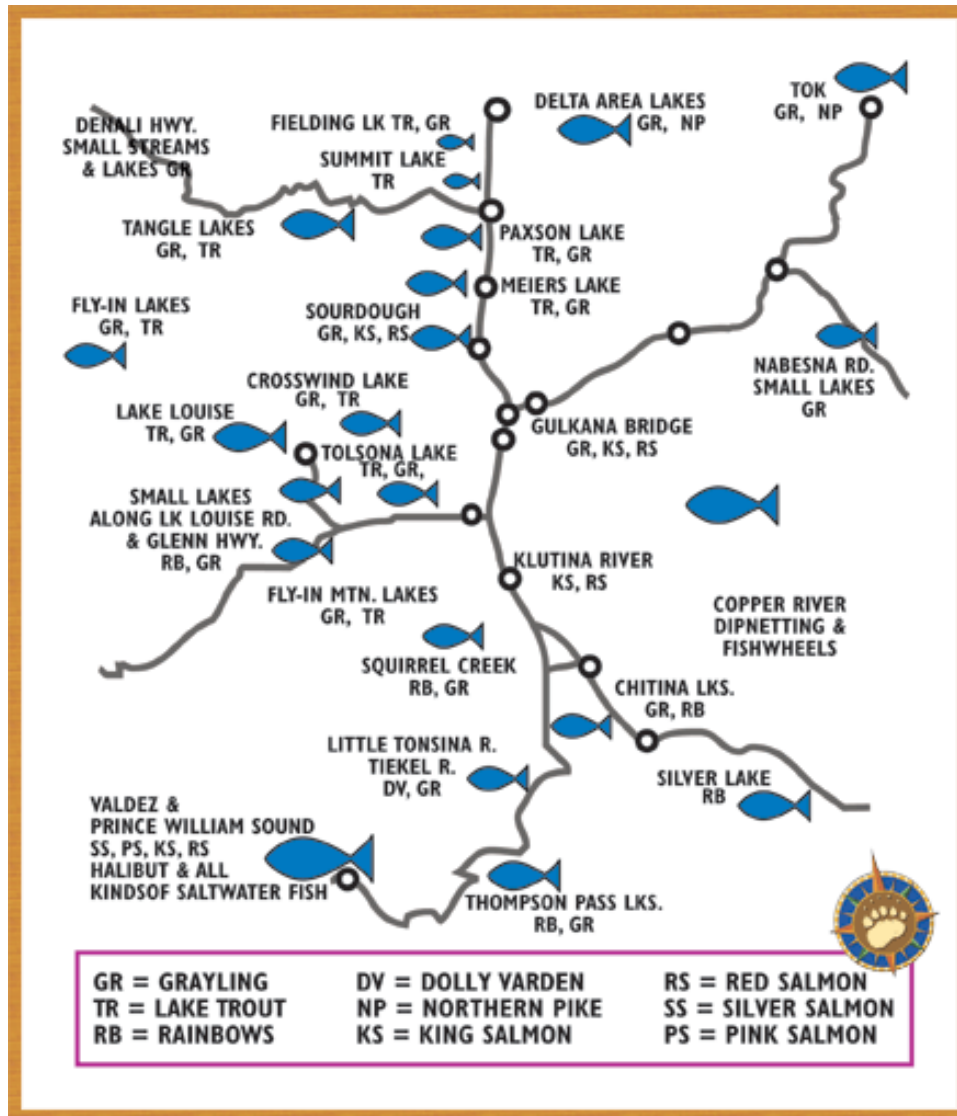 DENALI HWY.
SMALL STREAMS
& LAKES GR
FIELDING LK TR, GR
SUMMIT LAKE
TR
DELTA AREA LAKES
GR, NP
TOK
GR, NP
TANGLE LAKES
GR, TR
PAXSON LAKE
TR, GR
MEIERS LAKE
TR, GR
FLY-IN LAKES
GR, TR
SOURDOUGH
GR, KS, RS
NABESNA RD.
SMALL LAKES
GR
CROSSWIND LAKE
GR, TR
LAKE LOUISE
TR, GR
GULKANA BRIDGE
GR, KS, RS
TOLSONA LAKE
TR, GR,
SMALL LAKES
ALONG LK LOUISE RD.
& GLENN HWY.
RB, GR
KLUTINA RIVER
KS, RS
FLY-IN MTN. LAKES
GR, TR
COPPER RIVER
DIPNETTING &
FISHWHEELS
SQUIRREL CREEK
RB, GR
CHITINA LKS.
GR, RB
LITTLE TONSINA R.
TIEKEL R.
DV, GR
SILVER LAKE
RB
VALDEZ &
PRINCE WILLIAM SOUND
SS, PS, KS, RS
HALIBUT & ALL
KINDSOF SALTWATER FISH
THOMPSON PASS LKS.
RB, GR
GR = GRAYLING
TR = LAKE TROUT
RB = RAINBOWS
DV = DOLLY VARDEN
NP = NORTHERN PIKE
KS = KING SALMON
RS = RED SALMON
SS = SILVER SALMON
PS = PINK SALMON